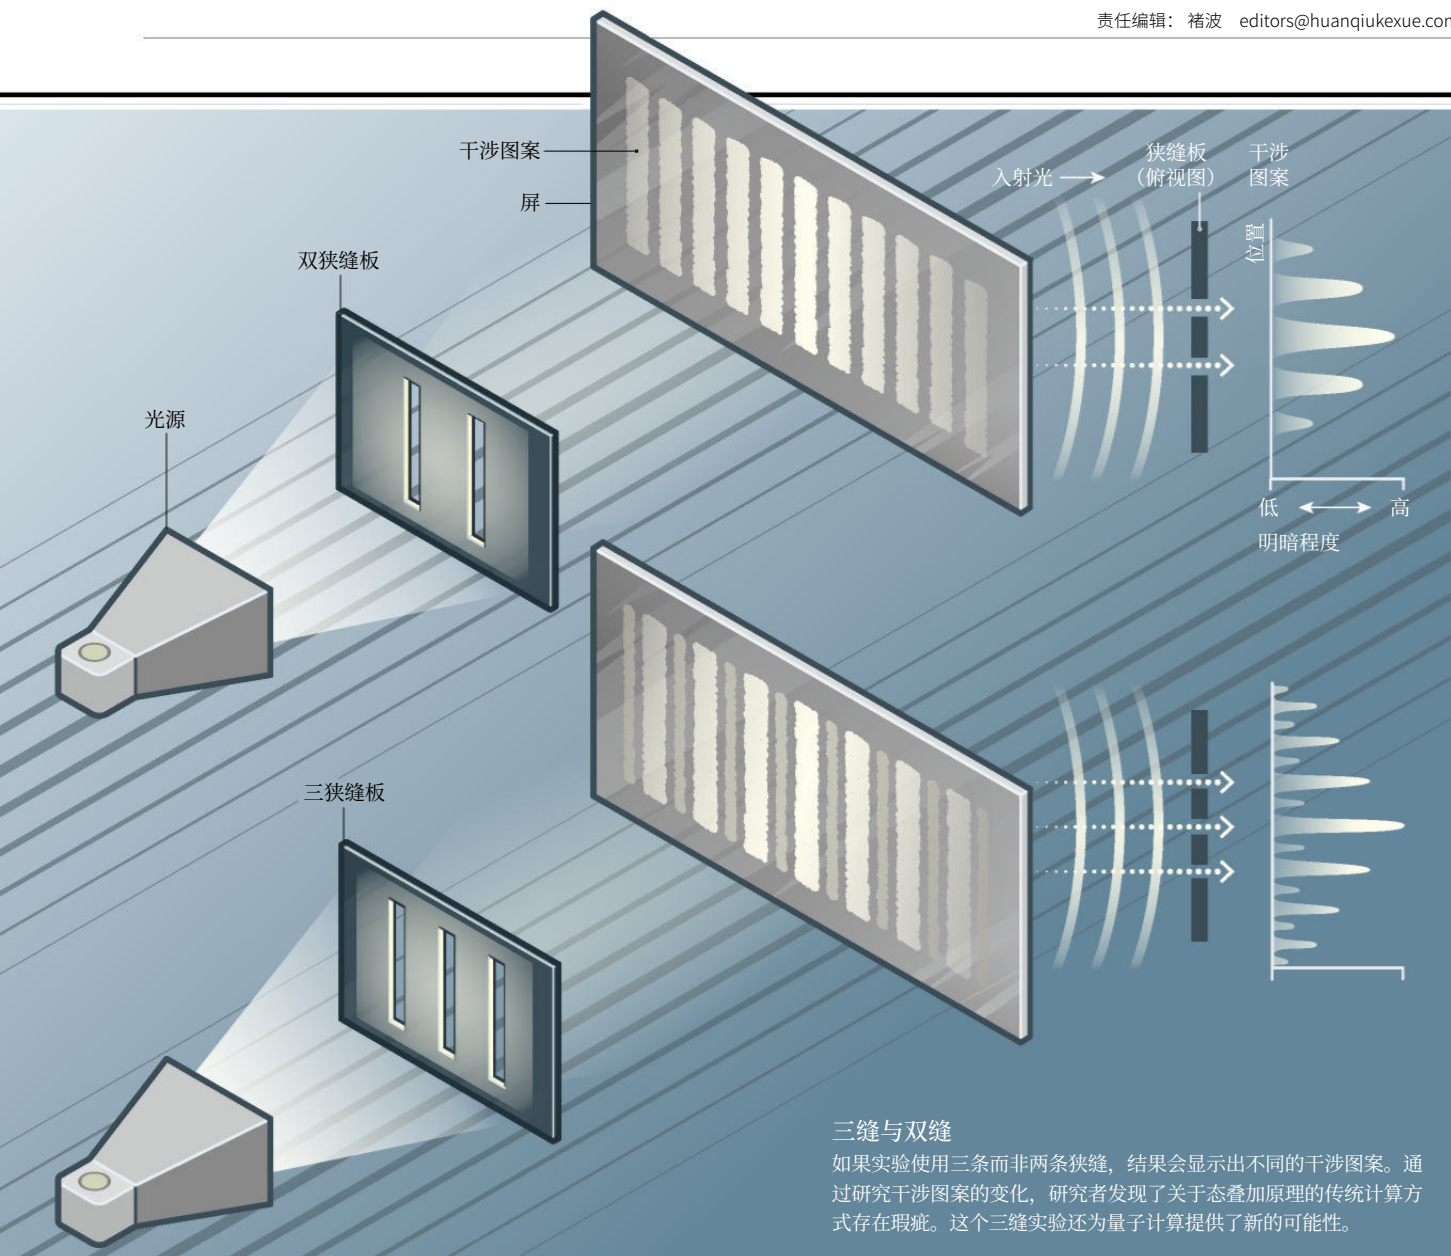 责任编辑： 褚波 editors@huanqiukexue.com
干涉图案
屏
双狭缝板
光源
入射光
狭缝板
（俯视图）
干涉
图案
位置
低
高
明暗程度
三狭缝板
三缝与双缝
如果实验使用三条而非两条狭缝，结果会显示出不同的干涉图案。通
过研究干涉图案的变化，研究者发现了关于态叠加原理的传统计算方
式存在瑕疵。这个三缝实验还为量子计算提供了新的可能性。